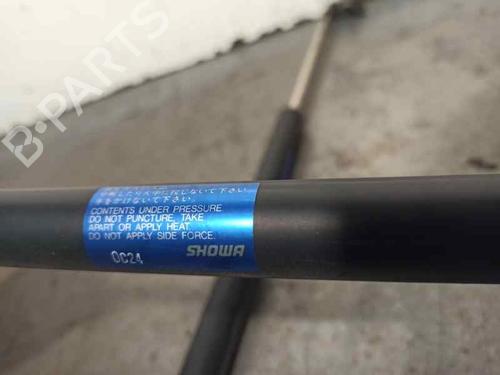 B-PARTS
CONTENTS UNDER PRESSURE
DO NOT PUNCTURE, TAKE
APART OR APPLY HEAT.
DO NOT APPLY SIDE FORCE.
SHOWA
0C24